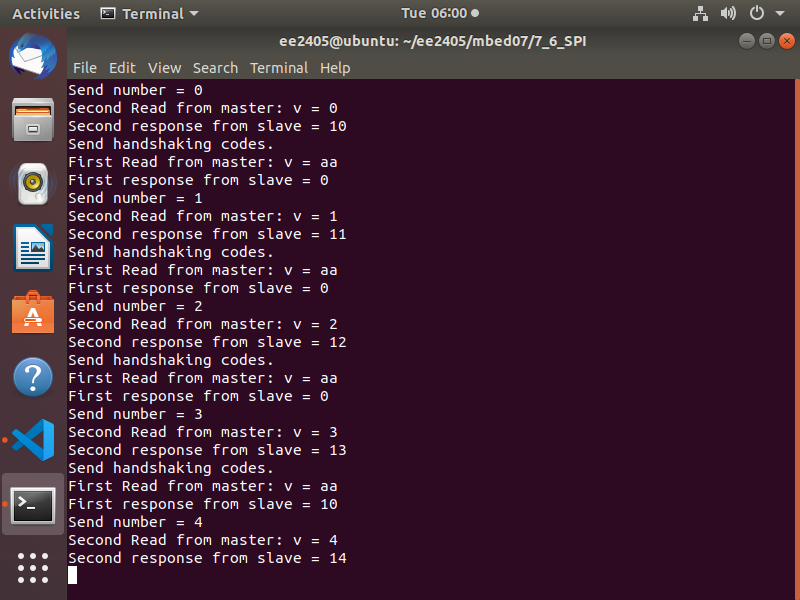 Activities Terminal Tue 06:00
ee2405@ubuntu: ~/ee2405/mbed07/7_6_SPI
File Edit View Search Terminal Help
Send number = 0
Second Read from master: v = 0
Second response from slave = 10
Send handshaking codes.
First Read from master: v = aa
First response from slave = 0
Send number = 1
Second Read from master: v = 1
Second response from slave = 11
Send handshaking codes.
First Read from master: v = aa
First response from slave = 0
Send number = 2
Second Read from master: v = 2
Second response from slave = 12
Send handshaking codes.
First Read from master: v = aa
First response from slave = 0
Send number = 3
Second Read from master: v = 3
Second response from slave = 13
Send handshaking codes.
First Read from master: v = aa
First response from slave = 10
Send number = 4
Second Read from master: v = 4
Second response from slave = 14